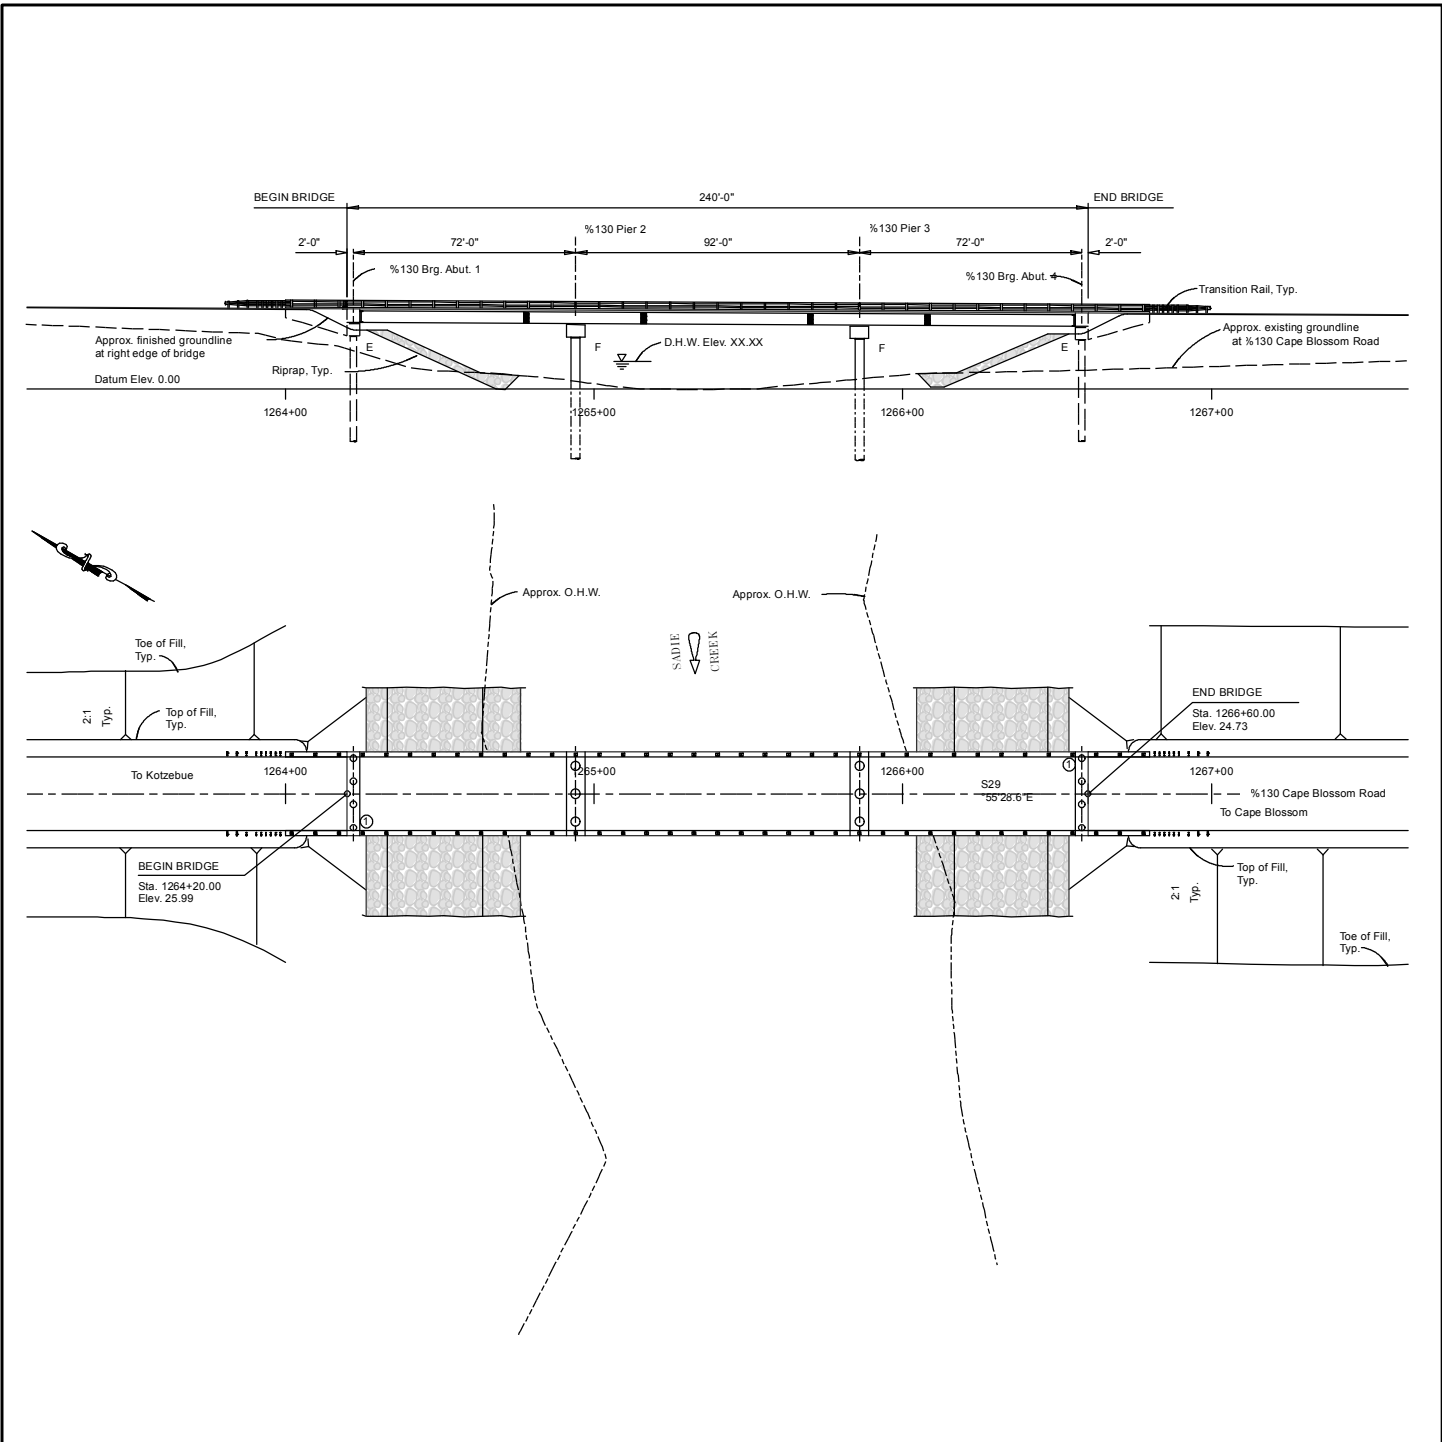 BEGIN BRIDGE
240'-0"
END BRIDGE
%130 Pier 2
%130 Pier 3
2'-0"
72'-0"
92'-0"
72'-0"
2'-0"
%130 Brg. Abut. 1
%130 Brg. Abut. 4
Transition Rail, Typ.
Approx. finished groundline
at right edge of bridge
E
F
D.H.W. Elev. XX.XX
F
E
Approx. existing groundline
at %130 Cape Blossom Road
Riprap, Typ.
Datum Elev. 0.00
1264+00
1265+00
1266+00
1267+00
Approx. O.H.W.
Approx. O.H.W.
SADIE
CREEK
Toe of Fill,
Typ.
2:1
Typ.
Top of Fill,
Typ.
END BRIDGE
Sta. 1266+60.00
Elev. 24.73
To Kotzebue
1264+00
1265+00
1266+00
1
1267+00
S29
°55'28.6"E
%130 Cape Blossom Road
To Cape Blossom
1
BEGIN BRIDGE
Sta. 1264+20.00
Elev. 25.99
Top of Fill,
Typ.
2:1
Typ.
Toe of Fill,
Typ.